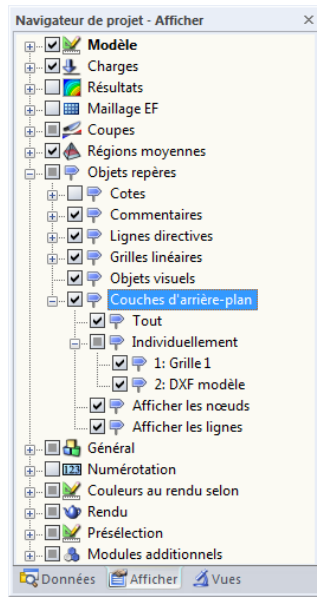 Navigateur de projet - Afficher
Modèle
Charges
Résultats
Maillage EF
Coupes
Régions moyennes
Objets repères
Cotes
Commentaires
Lignes directives
Grilles linéaires
Objets visuels
Couches d'arrière-plan
Tout
Individuellement
1: Grille 1
2: DXF modèle
Afficher les nœuds
Afficher les lignes
Général
123 Numérotation
Couleurs au rendu selon
Rendu
Présélection
Modules additionnels
Données Afficher Vues